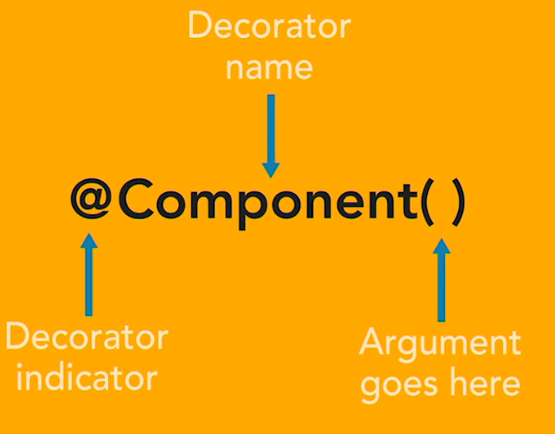 Decorator
name
@Component( )
Decorator
indicator
Argument
goes here